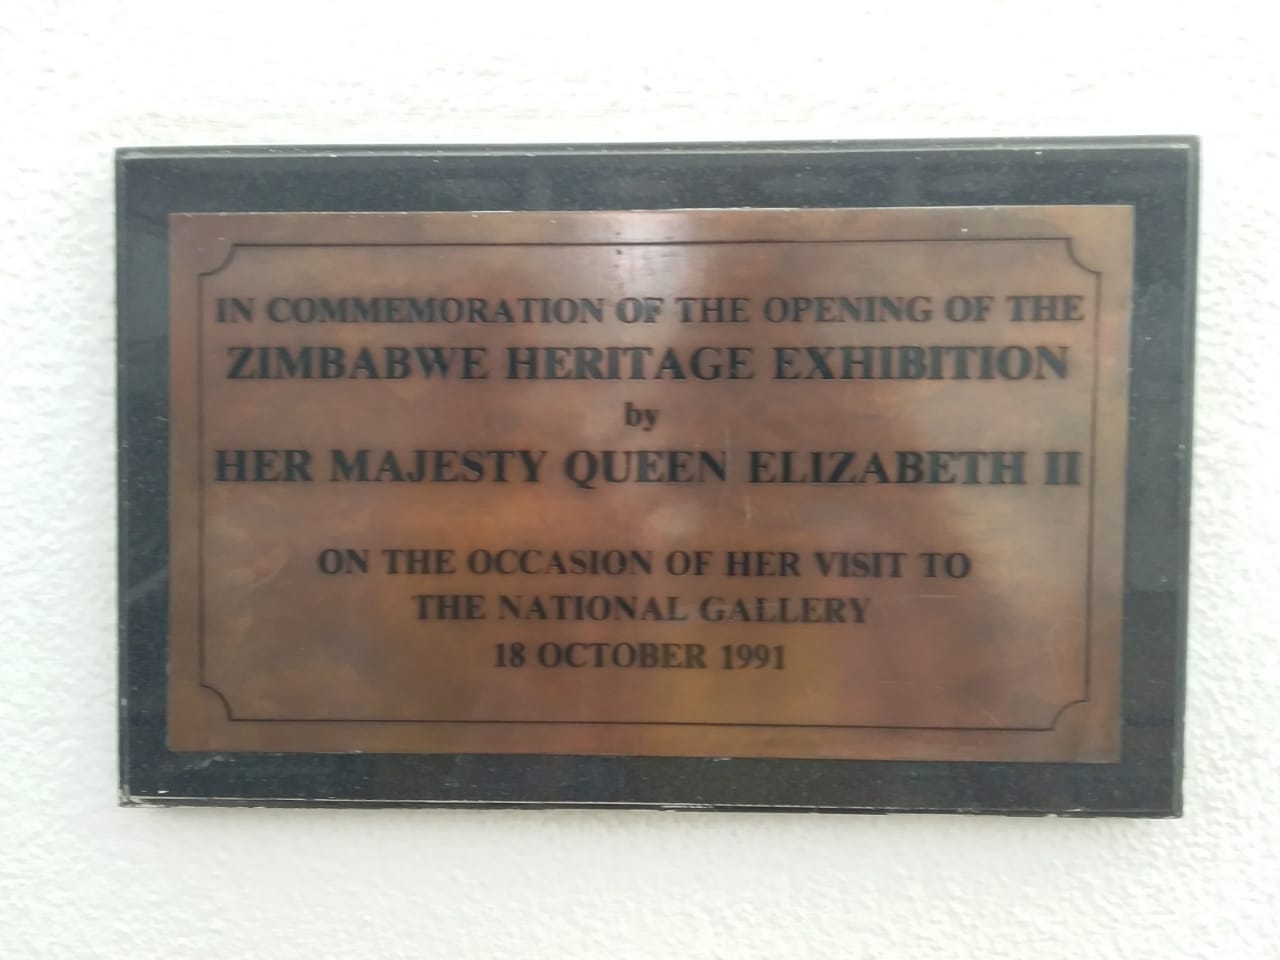 IN COMMEMORATION OF THE OPENING OF THE
ZIMBABWE HERITAGE EXHIBITION
by
HER MAJESTY QUEEN ELIZABETH II
ON THE OCCASION OF HER VISIT TO
THE NATIONAL GALLERY
18 OCTOBER 1991